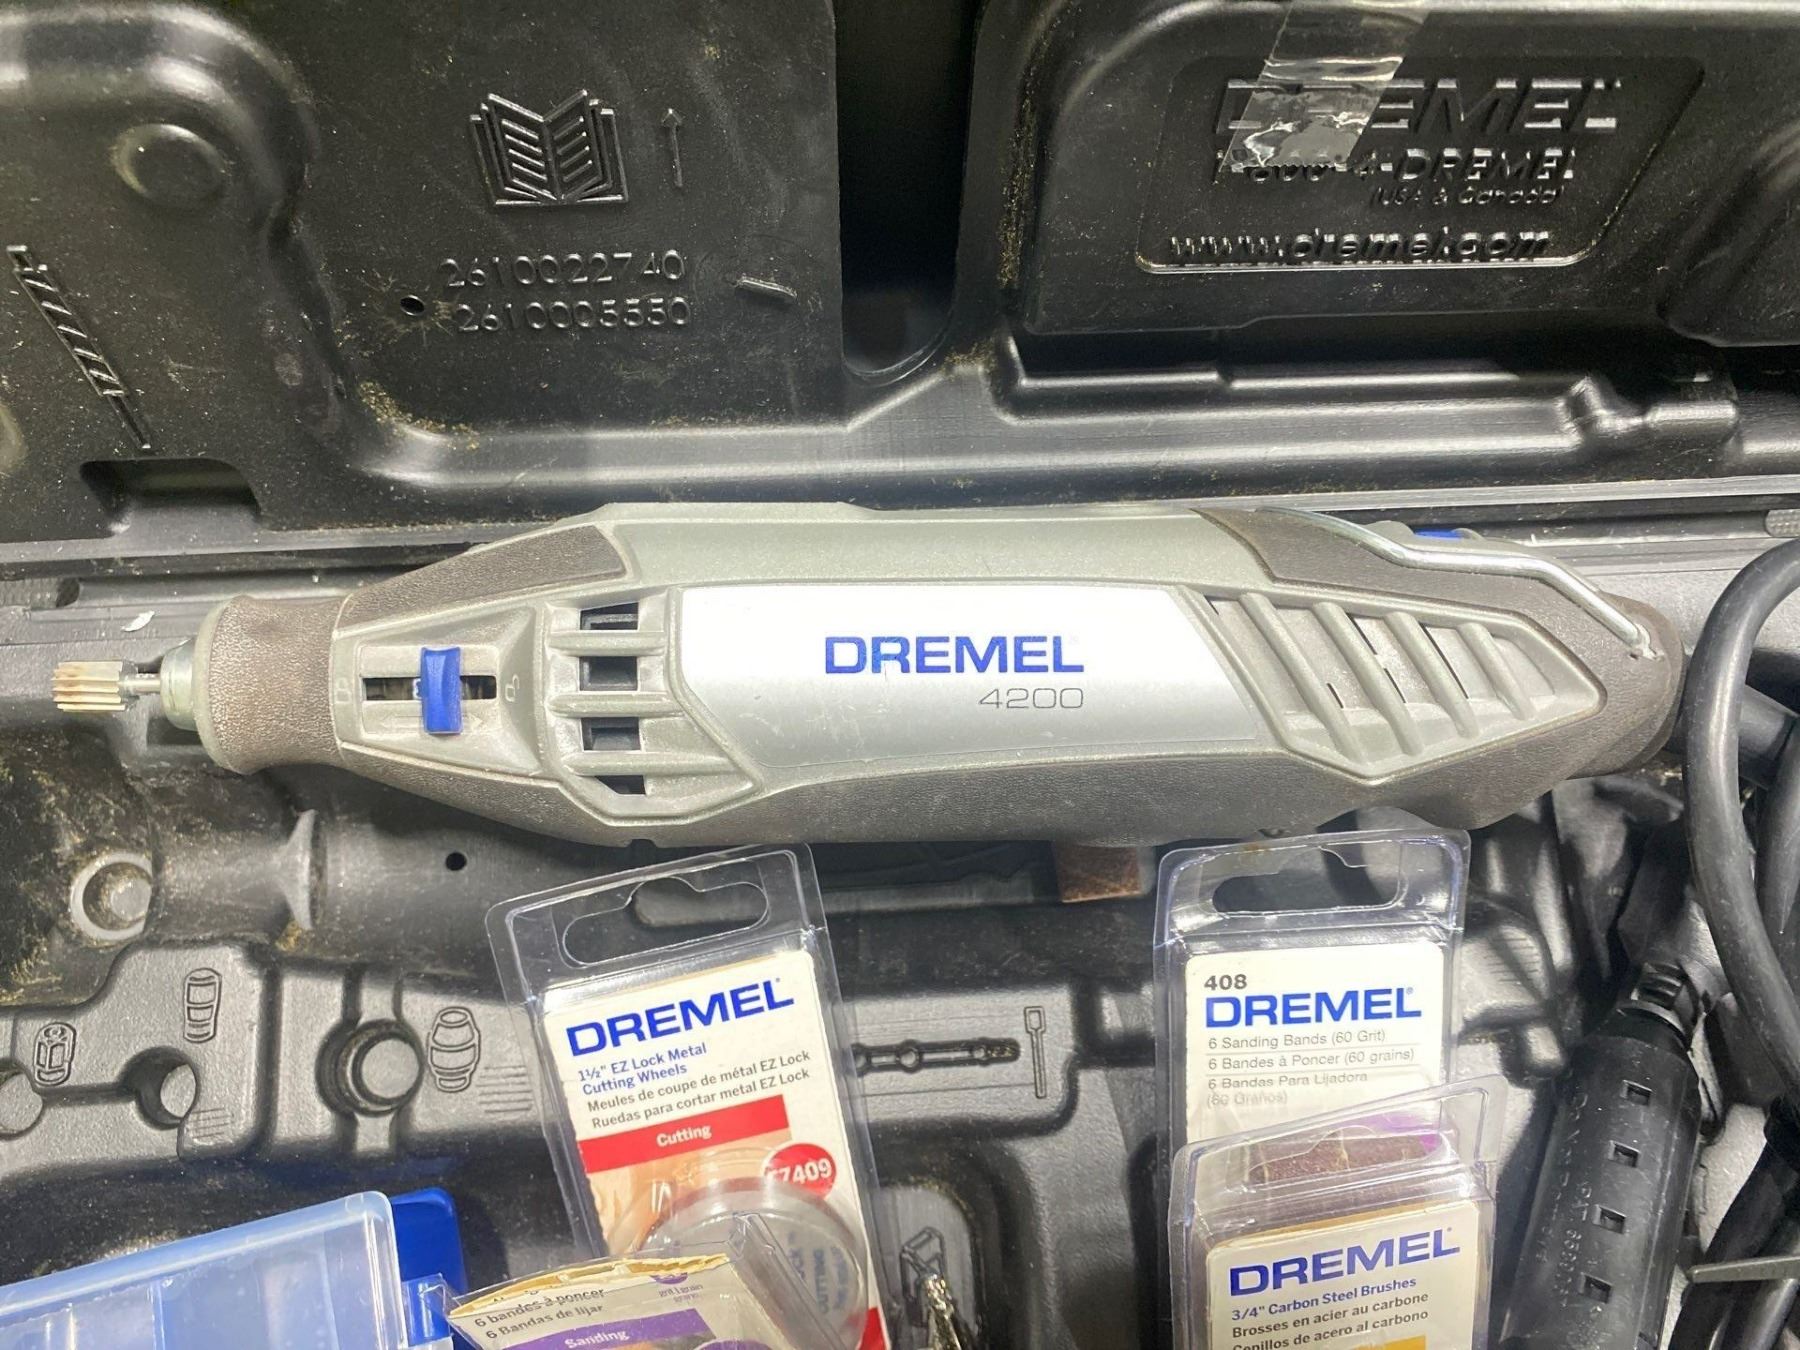 DREMEL
1-800-4-DREMEL
(USA & Canada)
www.dremel.com
2610022740
2610005550
DREMEL
4200
DREMEL
1½" EZ Lock Metal
Cutting Wheels
Meules de coupe de métal EZ Lock
Ruedas para cortar metal EZ Lock
Cutting
CUTTING
408
DREMEL
6 Sanding Bands (60 Grit)
6 Bandes à Poncer (60 grains)
6 Bandas Para Lijadora
(60 Granos)
6 bandes à poncer
6 Bandas de lijar
Sanding
DREMEL
3/4" Carbon Steel Brushes
Brosses en acier au carbone
Cepillos de acero al carbono